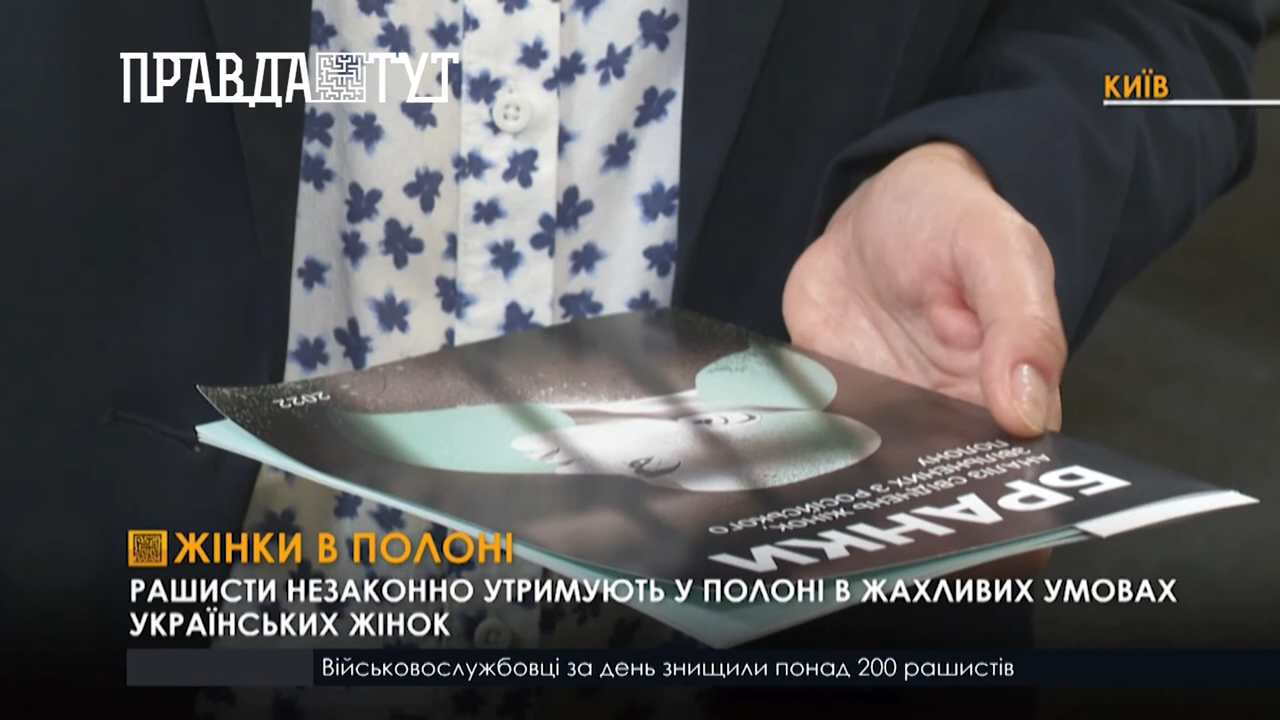 ПРАВДА ТУТ
КИЇВ
2022
БРАНКИ
АНАЛІЗ СВІДЧЕНЬ ЖІНОК,
ЗВІЛЬНЕНИХ З РОСІЙСЬКОГО
ПОЛОНУ
ЖІНКИ В ПОЛОНІ
РАШИСТИ НЕЗАКОННО УТРИМУЮТЬ У ПОЛОНІ В ЖАХЛИВИХ УМОВАХ
УКРАЇНСЬКИХ ЖІНОК
Військовослужбовці за день знищили понад 200 рашистів